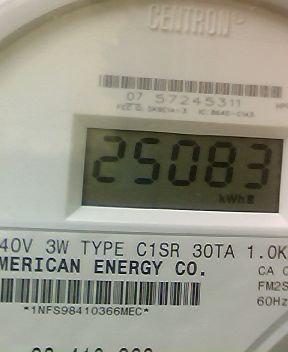 CENTRON®
07 57245311
25083
kWh
40V 3W TYPE C1SR 30TA 1.0K
MERICAN ENERGY CO.
CA 0
FM2S
60Hz
*1NFS98410366MEC*